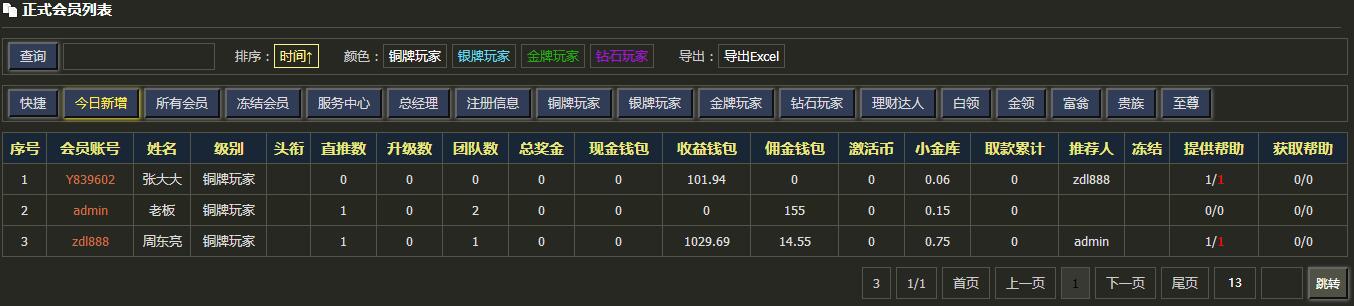 正式会员列表
查询 排序：时间↑ 颜色：铜牌玩家 银牌玩家 金牌玩家 钻石玩家 导出：导出Excel
快捷 今日新增 所有会员 冻结会员 服务中心 总经理 注册信息 铜牌玩家 银牌玩家 金牌玩家 钻石玩家 理财达人 白领 金领 富翁 贵族 至尊
序号 会员账号 姓名 级别 头衔 直推数 升级数 团队数 总奖金 现金钱包 收益钱包 佣金钱包 激活币 小金库 取款累计 推荐人 冻结 提供帮助 获取帮助
1 Y839602 张大大 铜牌玩家 0 0 0 0 0 101.94 0 0 0.06 0 zdl888 1/1 0/0
2 admin 老板 铜牌玩家 1 0 2 0 0 0 155 0 0.15 0 0/0 0/0
3 zdl888 周东亮 铜牌玩家 1 0 1 0 0 1029.69 14.55 0 0.75 0 admin 1/1 0/0
3 1/1 首页 上一页 1 下一页 尾页 13 跳转